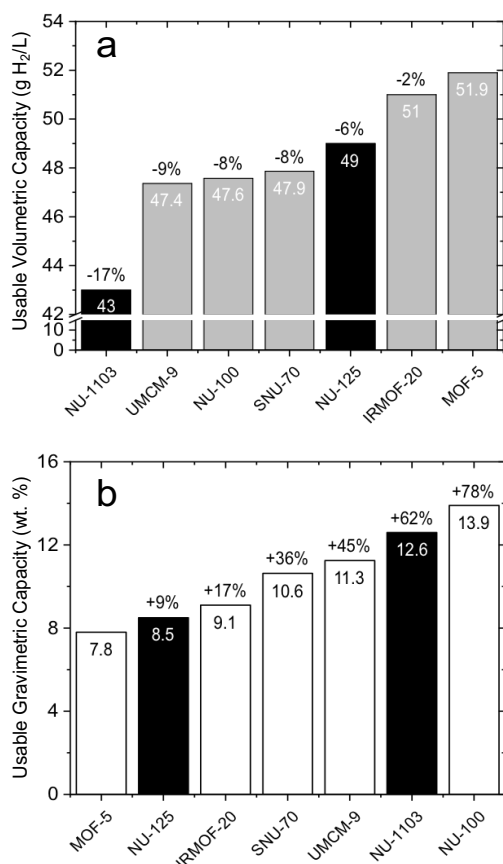 a
Usable Volumetric Capacity (g H₂/L)
54
52
50
48
46
44
42
10
0
-17%
-9%
-8%
-8%
-6%
-2%
43
47.4
47.6
47.9
49
51
51.9
NU-1103
UMCM-9
NU-100
SNU-70
NU-125
IRMOF-20
MOF-5
b
Usable Gravimetric Capacity (wt. %)
16
12
8
4
0
+9%
+17%
+36%
+45%
+62%
+78%
7.8
8.5
9.1
10.6
11.3
12.6
13.9
MOF-5
NU-125
IRMOF-20
SNU-70
UMCM-9
NU-1103
NU-100